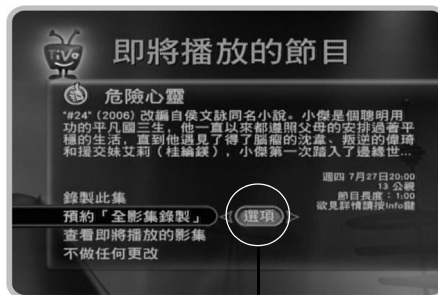 TiVo
即將播放的節目
危險心靈
"#24" (2006) 改編自侯文詠同名小說。小傑是個聰明用
功的平凡國三生，他一直以來都遵照父母的安排過著平
穩的生活，直到他遇見了得了腦瘤的沈韋、叛逆的偉琦
和援交妹艾莉（桂綸鎂），小傑第一次踏入了邊緣世...
週四 7月27日20:00
13 公視
節目長度：1:00
欲見詳情請按Info鍵
錄製此集
預約「全影集錄製」
選項
查看即將播放的影集
不做任何更改